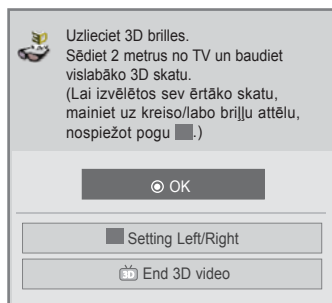 Uzlieciet 3D brilles.
Sēdiet 2 metrus no TV un baudiet
vislabāko 3D skatu.
(Lai izvēlētos sev ērtāko skatu,
mainiet uz kreiso/labo briļļu attēlu,
nospiežot pogu .)
OK
Setting Left/Right
3D End 3D video